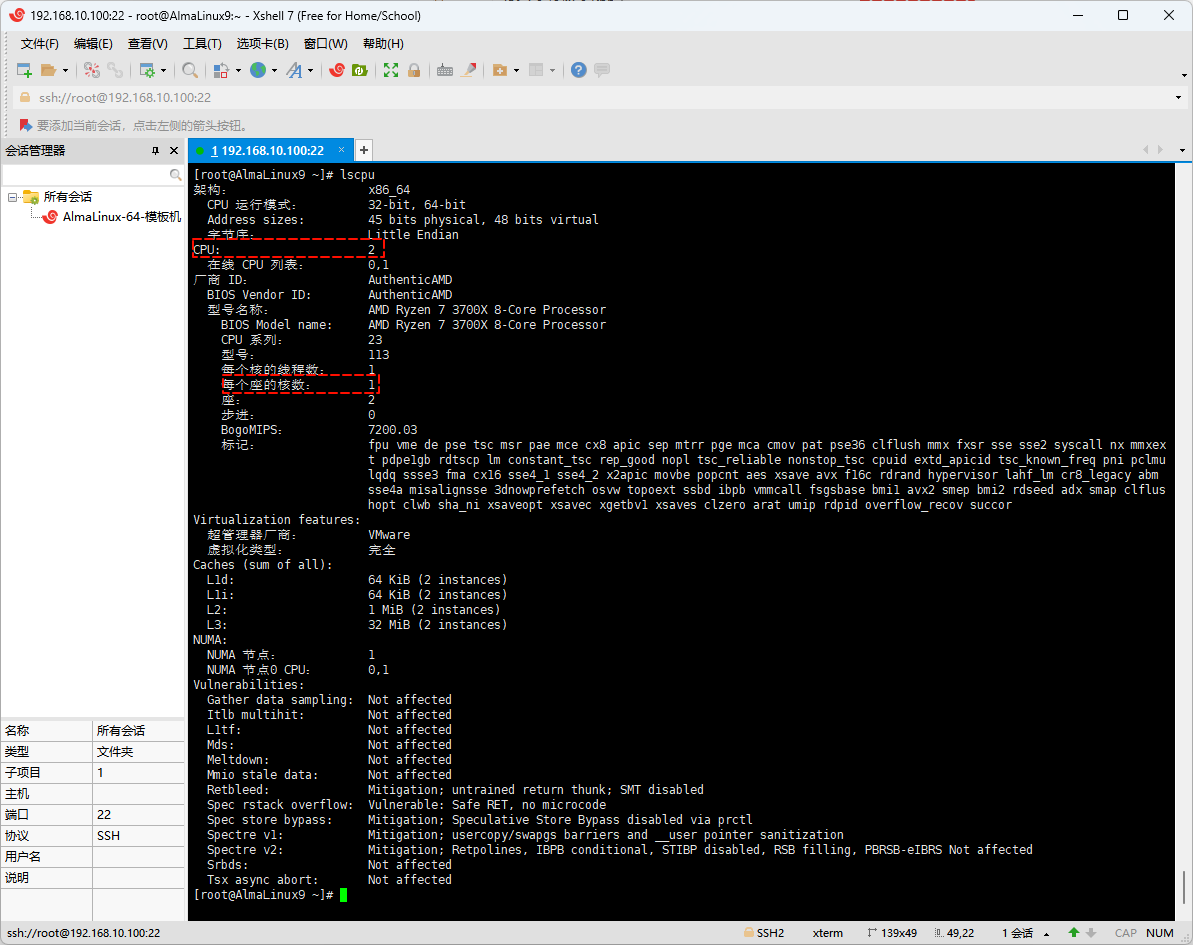 192.168.10.100:22 - root@AlmaLinux9:~ - Xshell 7 (Free for Home/School)
文件(F) 编辑(E) 查看(V) 工具(T) 选项卡(B) 窗口(W) 帮助(H)
ssh://root@192.168.10.100:22
要添加当前会话，点击左侧的箭头按钮。
会话管理器
所有会话
AlmaLinux-64-模板机
名称 所有会话
类型 文件夹
子项目 1
主机
端口 22
协议 SSH
用户名
说明
1 192.168.10.100:22
[root@AlmaLinux9 ~]# lscpu
架构： x86_64
CPU 运行模式： 32-bit, 64-bit
Address sizes: 45 bits physical, 48 bits virtual
字节序： Little Endian
CPU: 2
在线 CPU 列表： 0,1
厂商 ID： AuthenticAMD
BIOS Vendor ID: AuthenticAMD
型号名称： AMD Ryzen 7 3700X 8-Core Processor
BIOS Model name: AMD Ryzen 7 3700X 8-Core Processor
CPU 系列： 23
型号： 113
每个核的线程数： 1
每个座的核数： 1
座： 2
步进： 0
BogoMIPS: 7200.03
标记： fpu vme de pse tsc msr pae mce cx8 apic sep mtrr pge mca cmov pat pse36 clflush mmx fxsr sse sse2 syscall nx mmxex
t pdpe1gb rdtscp lm constant_tsc rep_good nopl tsc_reliable nonstop_tsc cpuid extd_apicid tsc_known_freq pni pclmu
lqdq ssse3 fma cx16 sse4_1 sse4_2 x2apic movbe popcnt aes xsave avx f16c rdrand hypervisor lahf_lm cr8_legacy abm
sse4a misalignsse 3dnowprefetch osvw topoext ssbd ibpb vmmcall fsgsbase bmi1 avx2 smep bmi2 rdseed adx smap clflus
hopt clwb sha_ni xsaveopt xsavec xgetbv1 xsaves clzero arat umip rdpid overflow_recov succor
Virtualization features:
超管理器厂商： VMware
虚拟化类型： 完全
Caches (sum of all):
L1d: 64 KiB (2 instances)
L1i: 64 KiB (2 instances)
L2: 1 MiB (2 instances)
L3: 32 MiB (2 instances)
NUMA:
NUMA 节点： 1
NUMA 节点0 CPU： 0,1
Vulnerabilities:
Gather data sampling: Not affected
Itlb multihit: Not affected
L1tf: Not affected
Mds: Not affected
Meltdown: Not affected
Mmio stale data: Not affected
Retbleed: Mitigation; untrained return thunk; SMT disabled
Spec rstack overflow: Vulnerable: Safe RET, no microcode
Spec store bypass: Mitigation; Speculative Store Bypass disabled via prctl
Spectre v1: Mitigation; usercopy/swapgs barriers and __user pointer sanitization
Spectre v2: Mitigation; Retpolines, IBPB conditional, STIBP disabled, RSB filling, PBRSB-eIBRS Not affected
Srbds: Not affected
Tsx async abort: Not affected
[root@AlmaLinux9 ~]#
ssh://root@192.168.10.100:22 SSH2 xterm 139x49 49,22 1 会话 CAP NUM